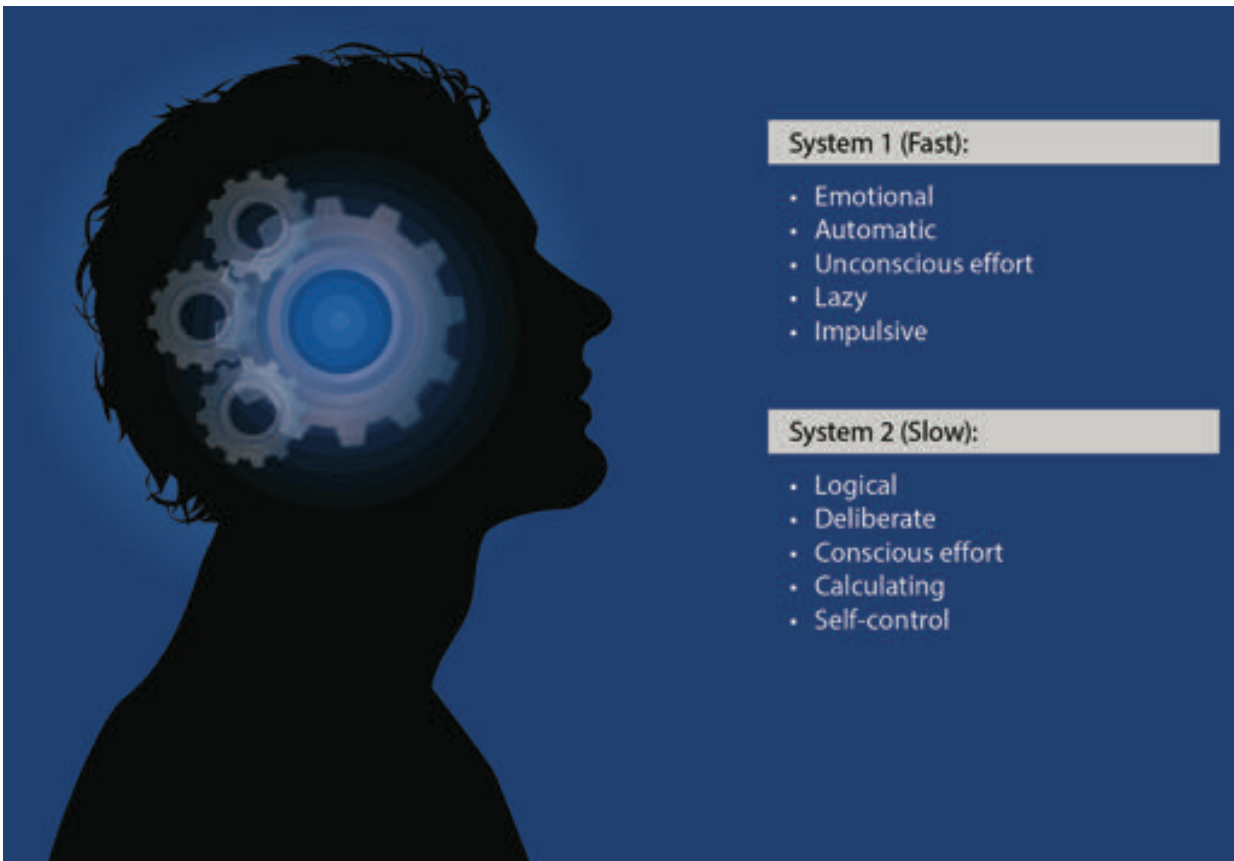 System 1 (Fast):
• Emotional
• Automatic
• Unconscious effort
• Lazy
• Impulsive
System 2 (Slow):
• Logical
• Deliberate
• Conscious effort
• Calculating
• Self-control